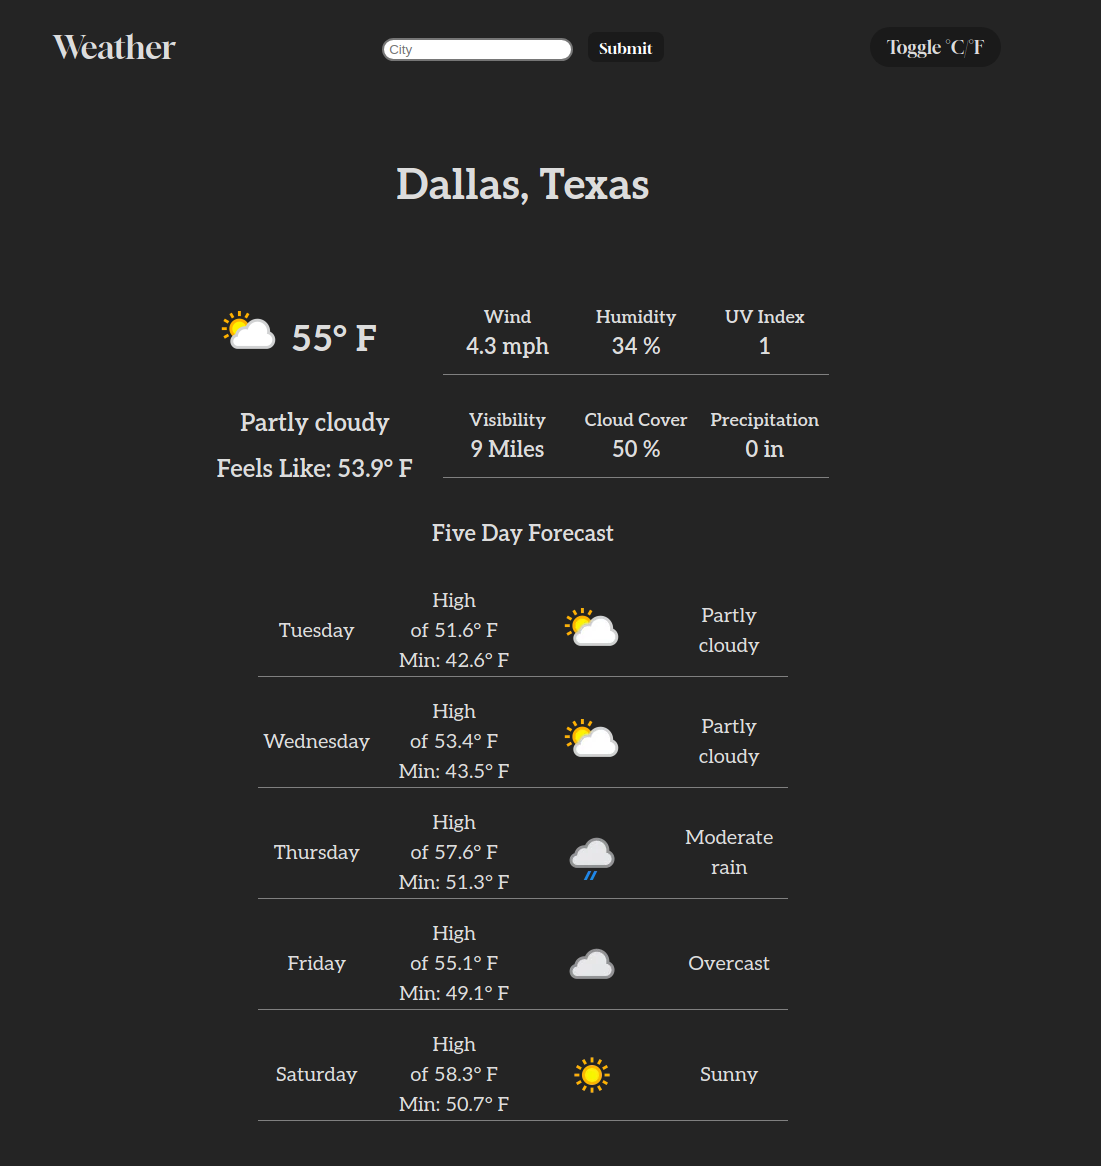 Weather
City
Submit
Toggle °C/°F
Dallas, Texas
55° F
Partly cloudy
Feels Like: 53.9° F
Wind Humidity UV Index
4.3 mph 34 % 1
Visibility Cloud Cover Precipitation
9 Miles 50 % 0 in
Five Day Forecast
Tuesday
High
of 51.6° F
Min: 42.6° F
Partly
cloudy
Wednesday
High
of 53.4° F
Min: 43.5° F
Partly
cloudy
Thursday
High
of 57.6° F
Min: 51.3° F
Moderate
rain
Friday
High
of 55.1° F
Min: 49.1° F
Overcast
Saturday
High
of 58.3° F
Min: 50.7° F
Sunny